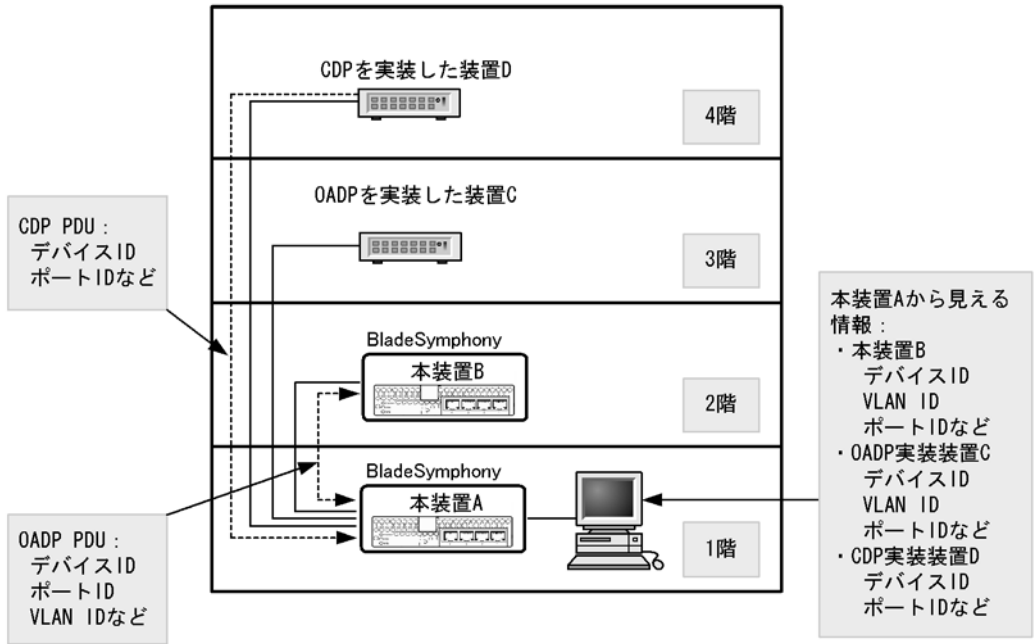 CDPを実装した装置D
4階
OADPを実装した装置C
3階
CDP PDU：
デバイスID
ポートIDなど
BladeSymphony
本装置B
2階
BladeSymphony
本装置A
1階
OADP PDU：
デバイスID
ポートID
VLAN IDなど
本装置Aから見える
情報：
・本装置B
デバイスID
VLAN ID
ポートIDなど
・OADP実装装置C
デバイスID
VLAN ID
ポートIDなど
・CDP実装装置D
デバイスID
ポートIDなど